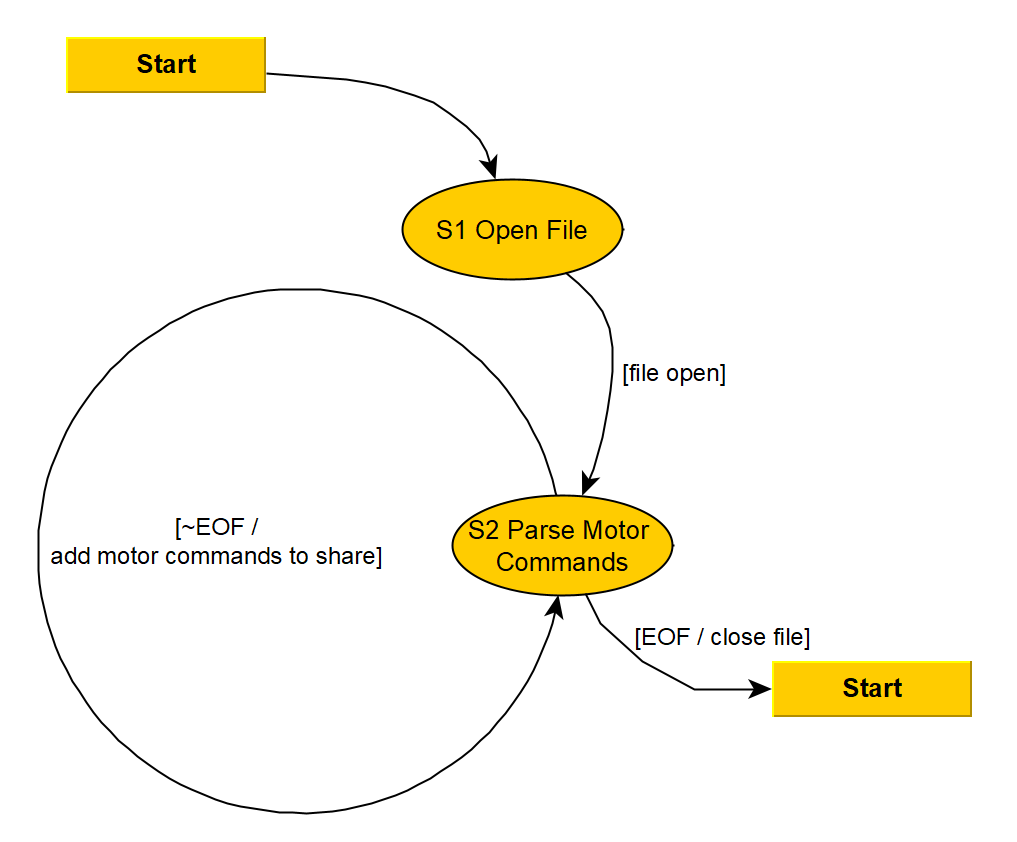 Start
S1 Open File
[file open]
[~EOF /
add motor commands to share]
S2 Parse Motor
Commands
[EOF / close file]
Start